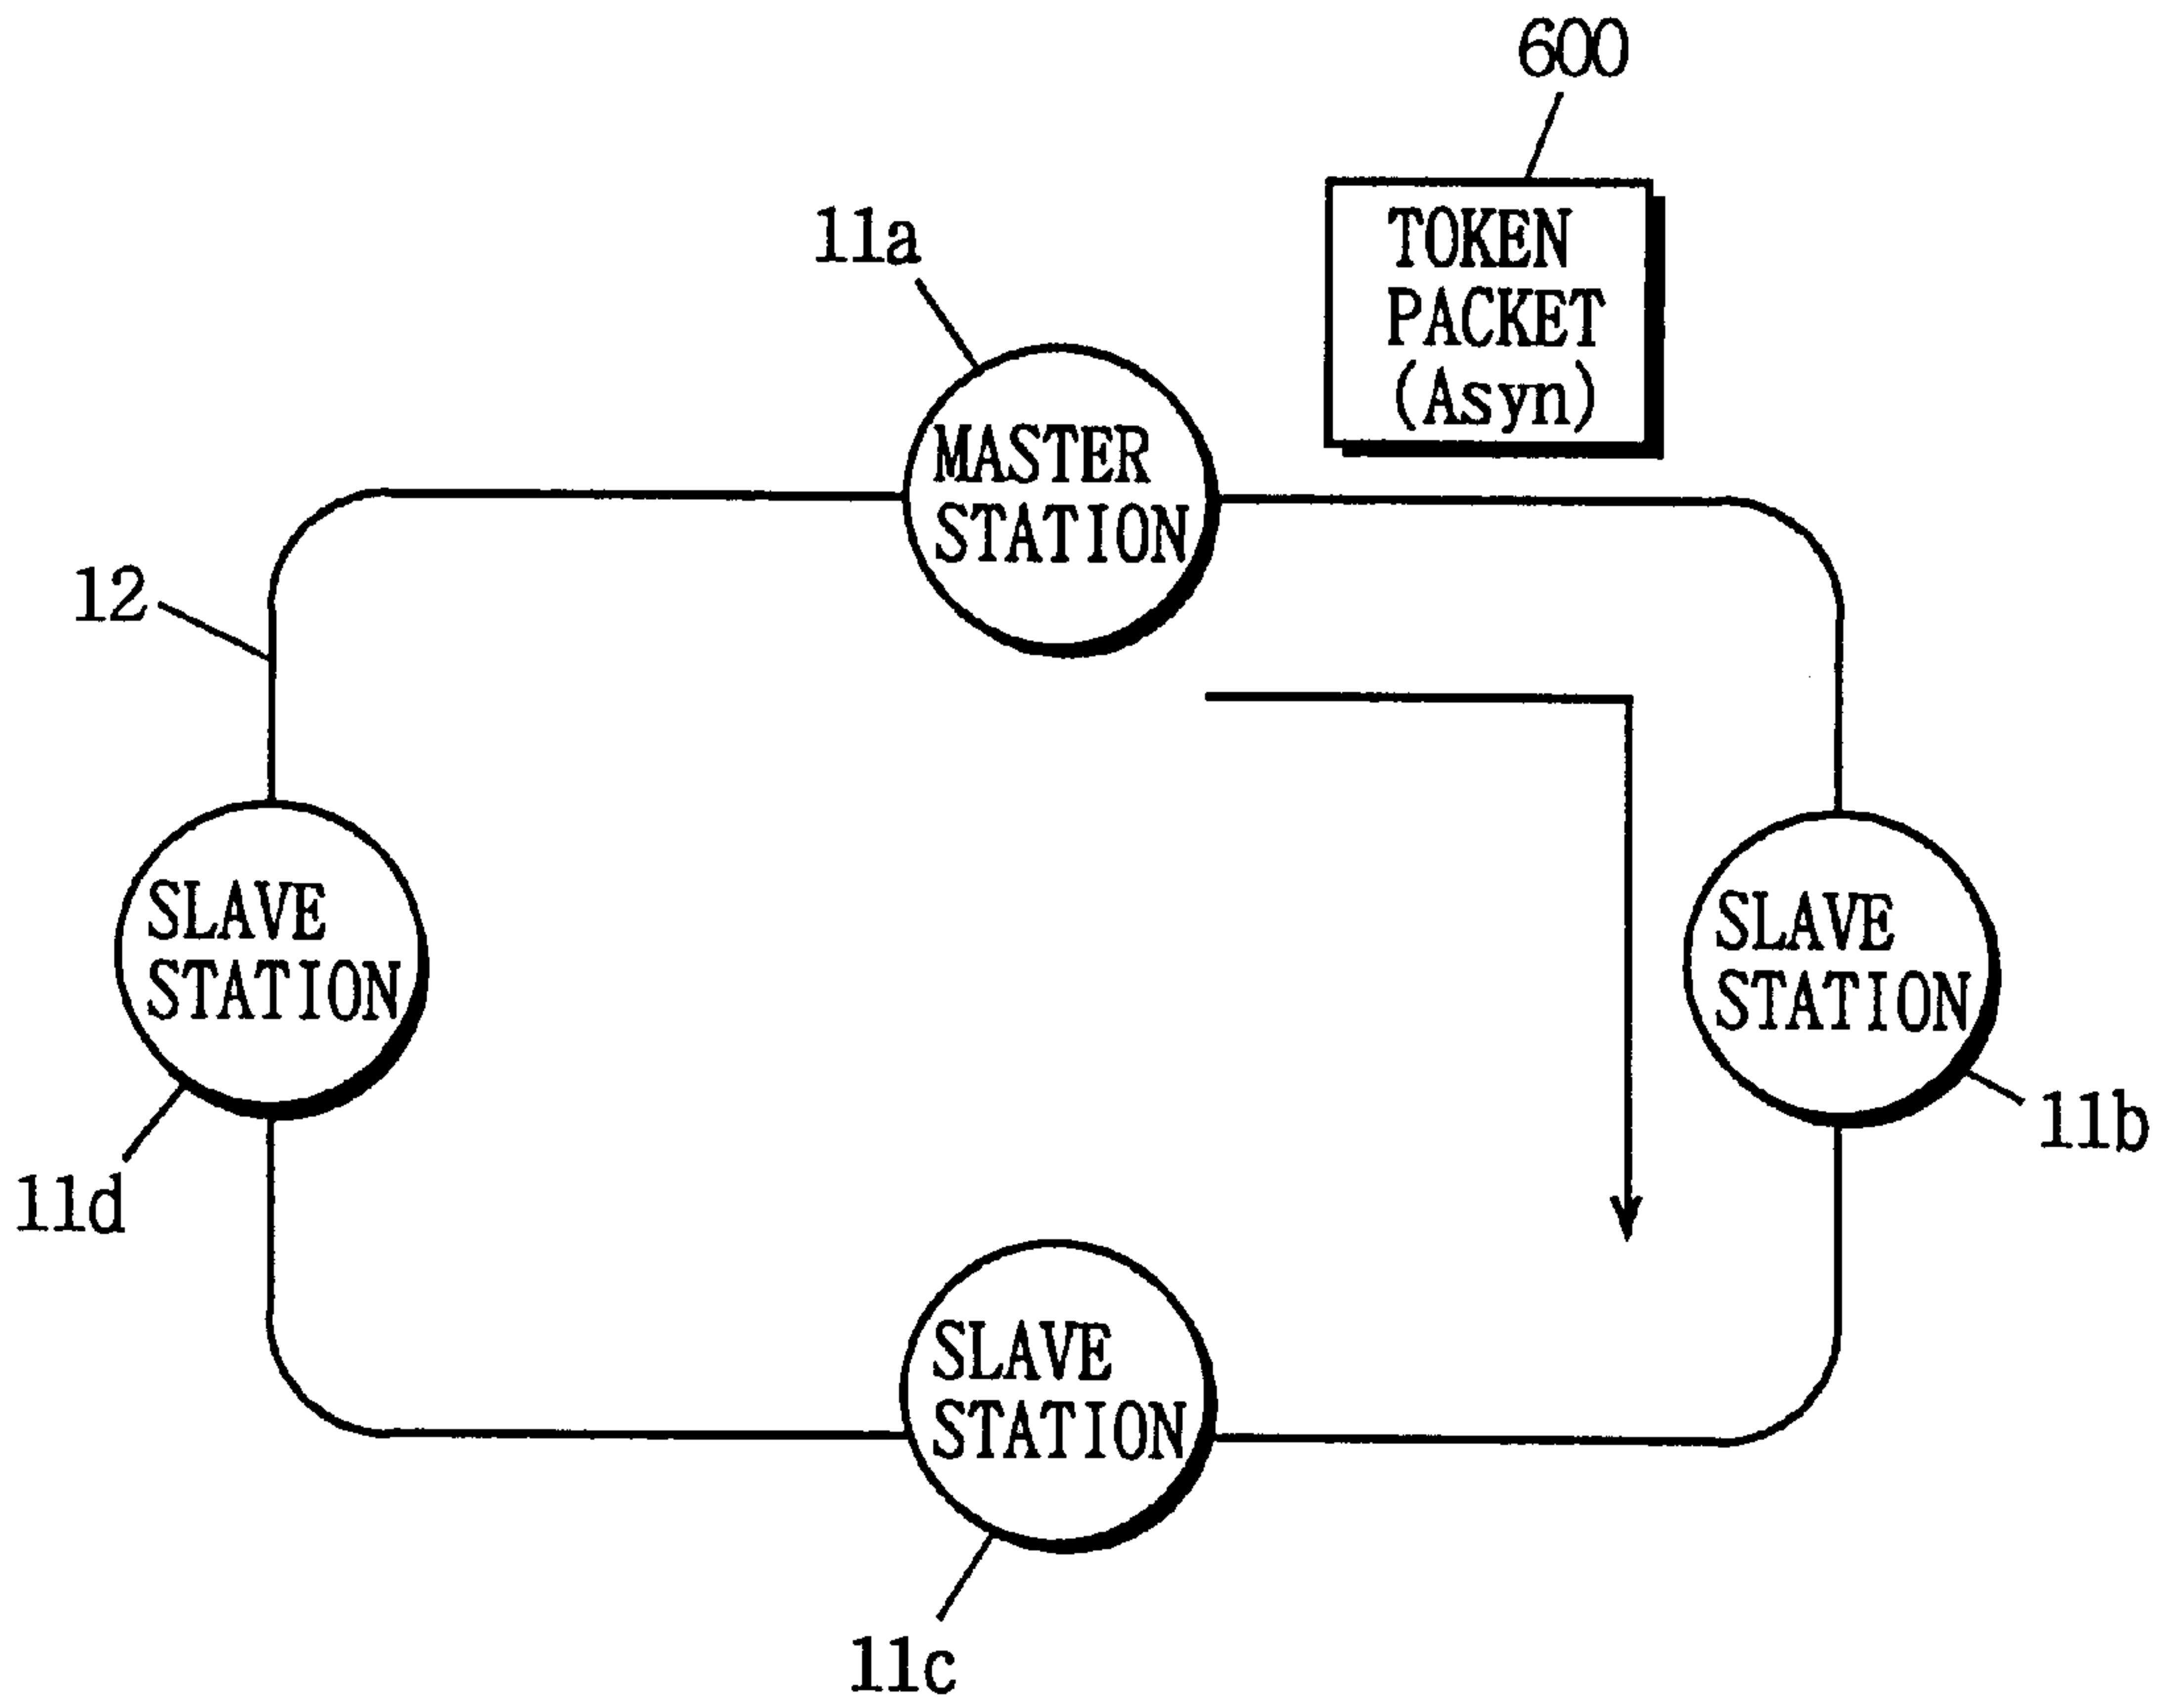 600
TOKEN
PACKET
(Asyn)
11a
MASTER
STATION
12
SLAVE
STATION
SLAVE
STATION
11b
11d
SLAVE
STATION
11c